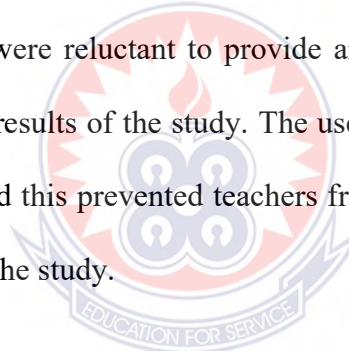 were reluctant to provide a
results of the study. The use
d this prevented teachers fr
he study.
EDUCATION FOR SERVICE